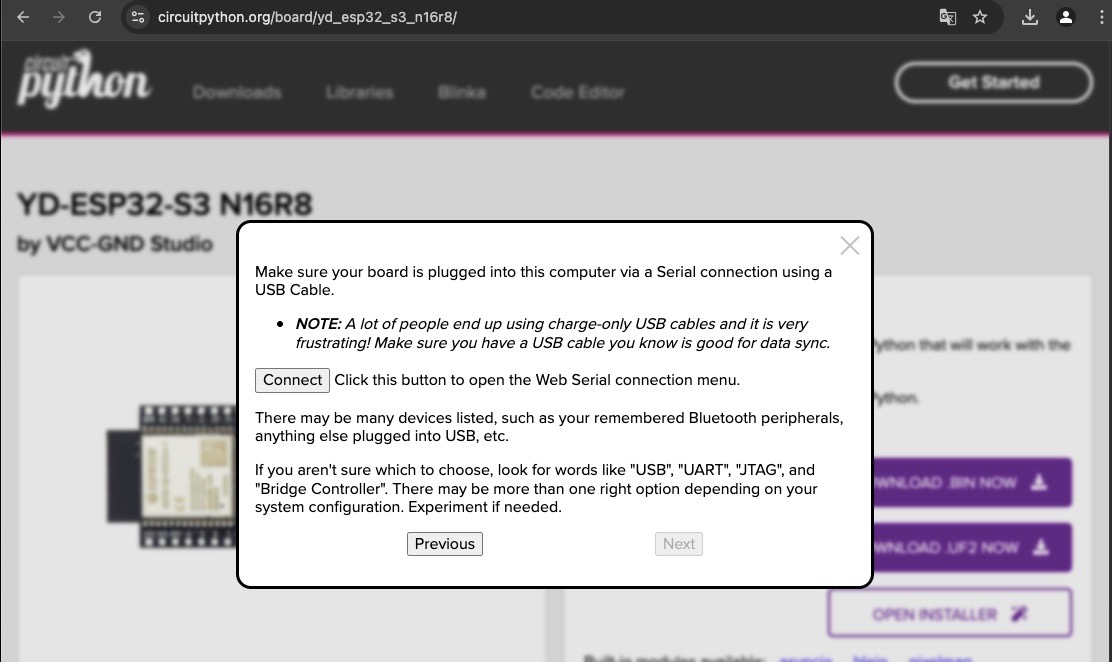 circuitpython.org/board/yd_esp32_s3_n16r8/
circuit
python
Downloads
Libraries
Blinka
Code Editor
Get Started
YD-ESP32-S3 N16R8
by VCC-GND Studio
Make sure your board is plugged into this computer via a Serial connection using a
USB Cable.
• NOTE: A lot of people end up using charge-only USB cables and it is very
frustrating! Make sure you have a USB cable you know is good for data sync.
Connect Click this button to open the Web Serial connection menu.
There may be many devices listed, such as your remembered Bluetooth peripherals,
anything else plugged into USB, etc.
If you aren't sure which to choose, look for words like "USB", "UART", "JTAG", and
"Bridge Controller". There may be more than one right option depending on your
system configuration. Experiment if needed.
Previous
Next
ython that will work with the
ython.
WNLOAD .BIN NOW
WNLOAD .UF2 NOW
OPEN INSTALLER
Built-in modules available: